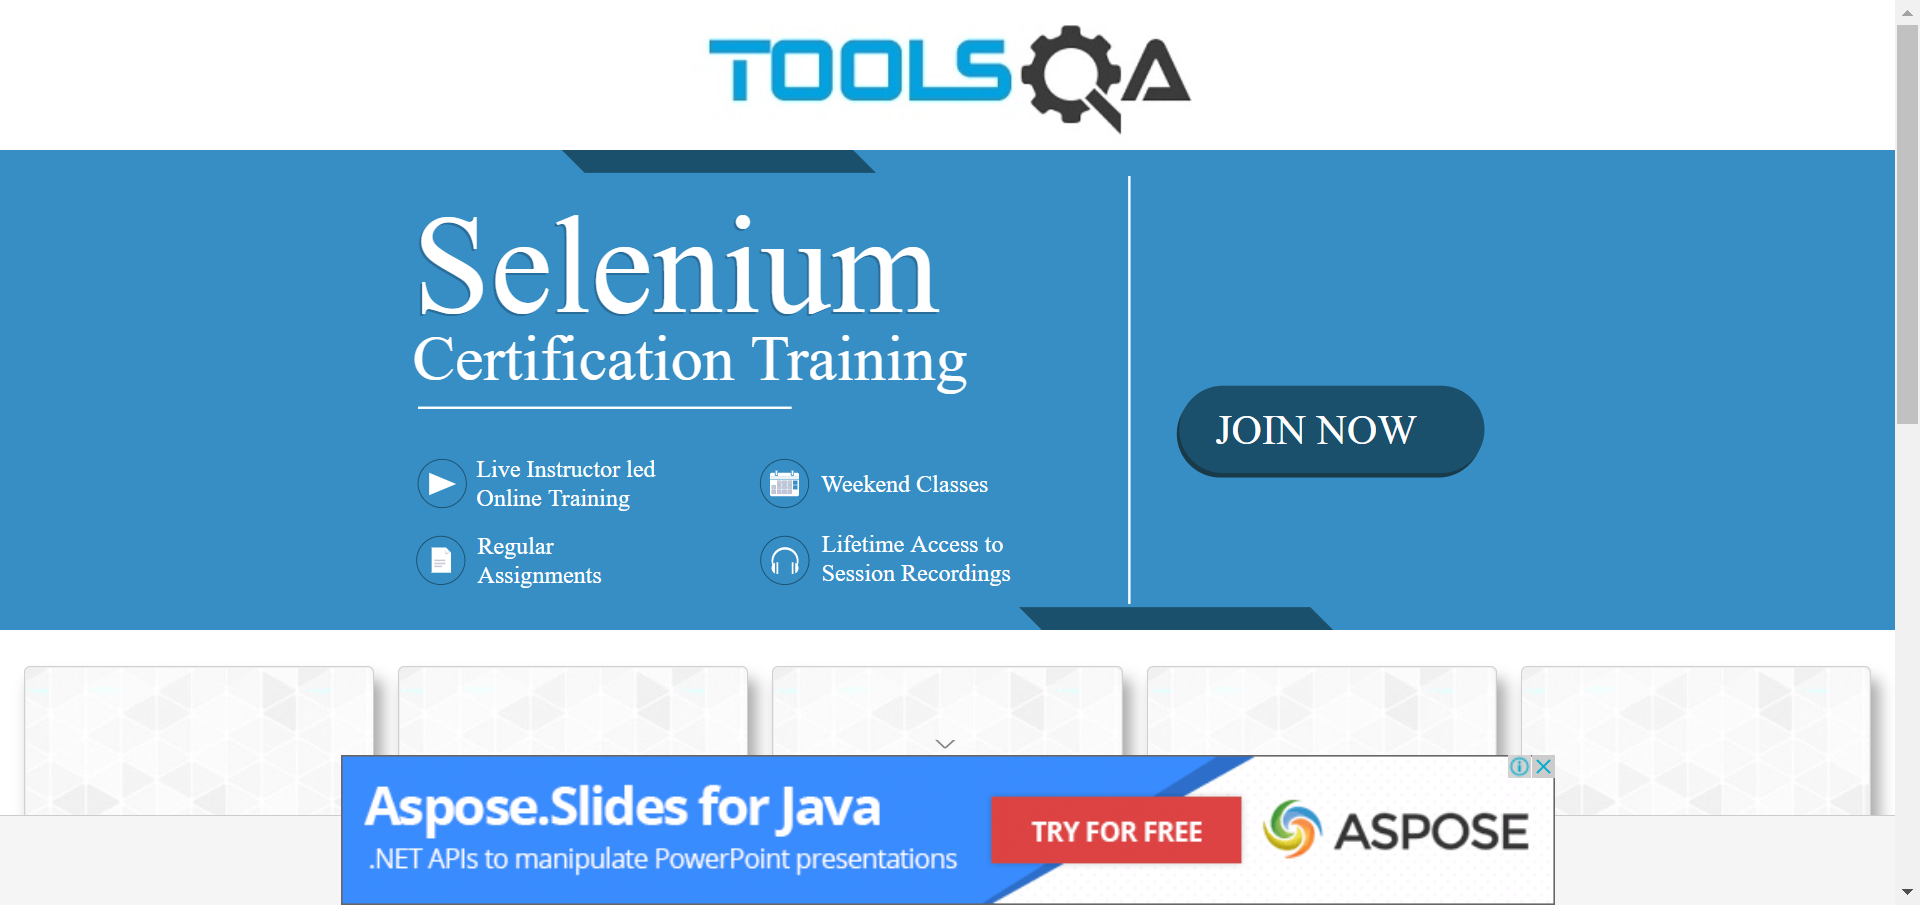 TOOLSQA
Selenium
Certification Training
JOIN NOW
Live Instructor led
Online Training
Weekend Classes
Regular
Assignments
Lifetime Access to
Session Recordings
Aspose.Slides for Java
.NET APIs to manipulate PowerPoint presentations
TRY FOR FREE
ASPOSE